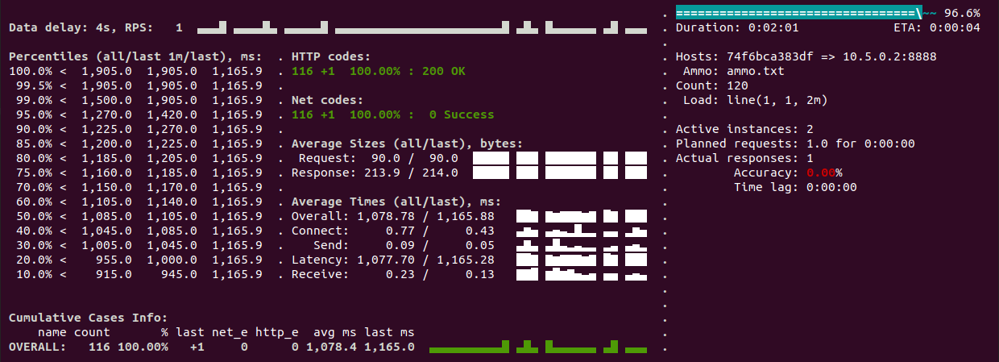 ================================= \~~ 96.6%
Data delay: 4s, RPS: 1 . Duration: 0:02:01 ETA: 0:00:04
Percentiles (all/last 1m/last), ms: . HTTP codes: . Hosts: 74f6bca383df => 10.5.0.2:8888
100.0% < 1,905.0 1,905.0 1,165.9 . 116 +1 100.00% : 200 OK . Ammo: ammo.txt
99.5% < 1,905.0 1,905.0 1,165.9 . . Count: 120
99.0% < 1,500.0 1,905.0 1,165.9 . Net codes: . Load: line(1, 1, 2m)
95.0% < 1,270.0 1,420.0 1,165.9 . 116 +1 100.00% : 0 Success .
90.0% < 1,225.0 1,270.0 1,165.9 . . Active instances: 2
85.0% < 1,200.0 1,225.0 1,165.9 . Average Sizes (all/last), bytes: . Planned requests: 1.0 for 0:00:00
80.0% < 1,185.0 1,205.0 1,165.9 . Request: 90.0 / 90.0 . Actual responses: 1
75.0% < 1,160.0 1,185.0 1,165.9 . Response: 213.9 / 214.0 . Accuracy: 0.00%
70.0% < 1,150.0 1,170.0 1,165.9 . . Time lag: 0:00:00
60.0% < 1,105.0 1,140.0 1,165.9 . Average Times (all/last), ms: .
50.0% < 1,085.0 1,105.0 1,165.9 . Overall: 1,078.78 / 1,165.88 .
40.0% < 1,045.0 1,085.0 1,165.9 . Connect: 0.77 / 0.43 .
30.0% < 1,005.0 1,045.0 1,165.9 . Send: 0.09 / 0.05 .
20.0% < 955.0 1,000.0 1,165.9 . Latency: 1,077.70 / 1,165.28 .
10.0% < 915.0 945.0 1,165.9 . Receive: 0.23 / 0.13 .
Cumulative Cases Info: .
name count % last net_e http_e avg ms last ms .
OVERALL: 116 100.00% +1 0 0 1,078.4 1,165.0 .